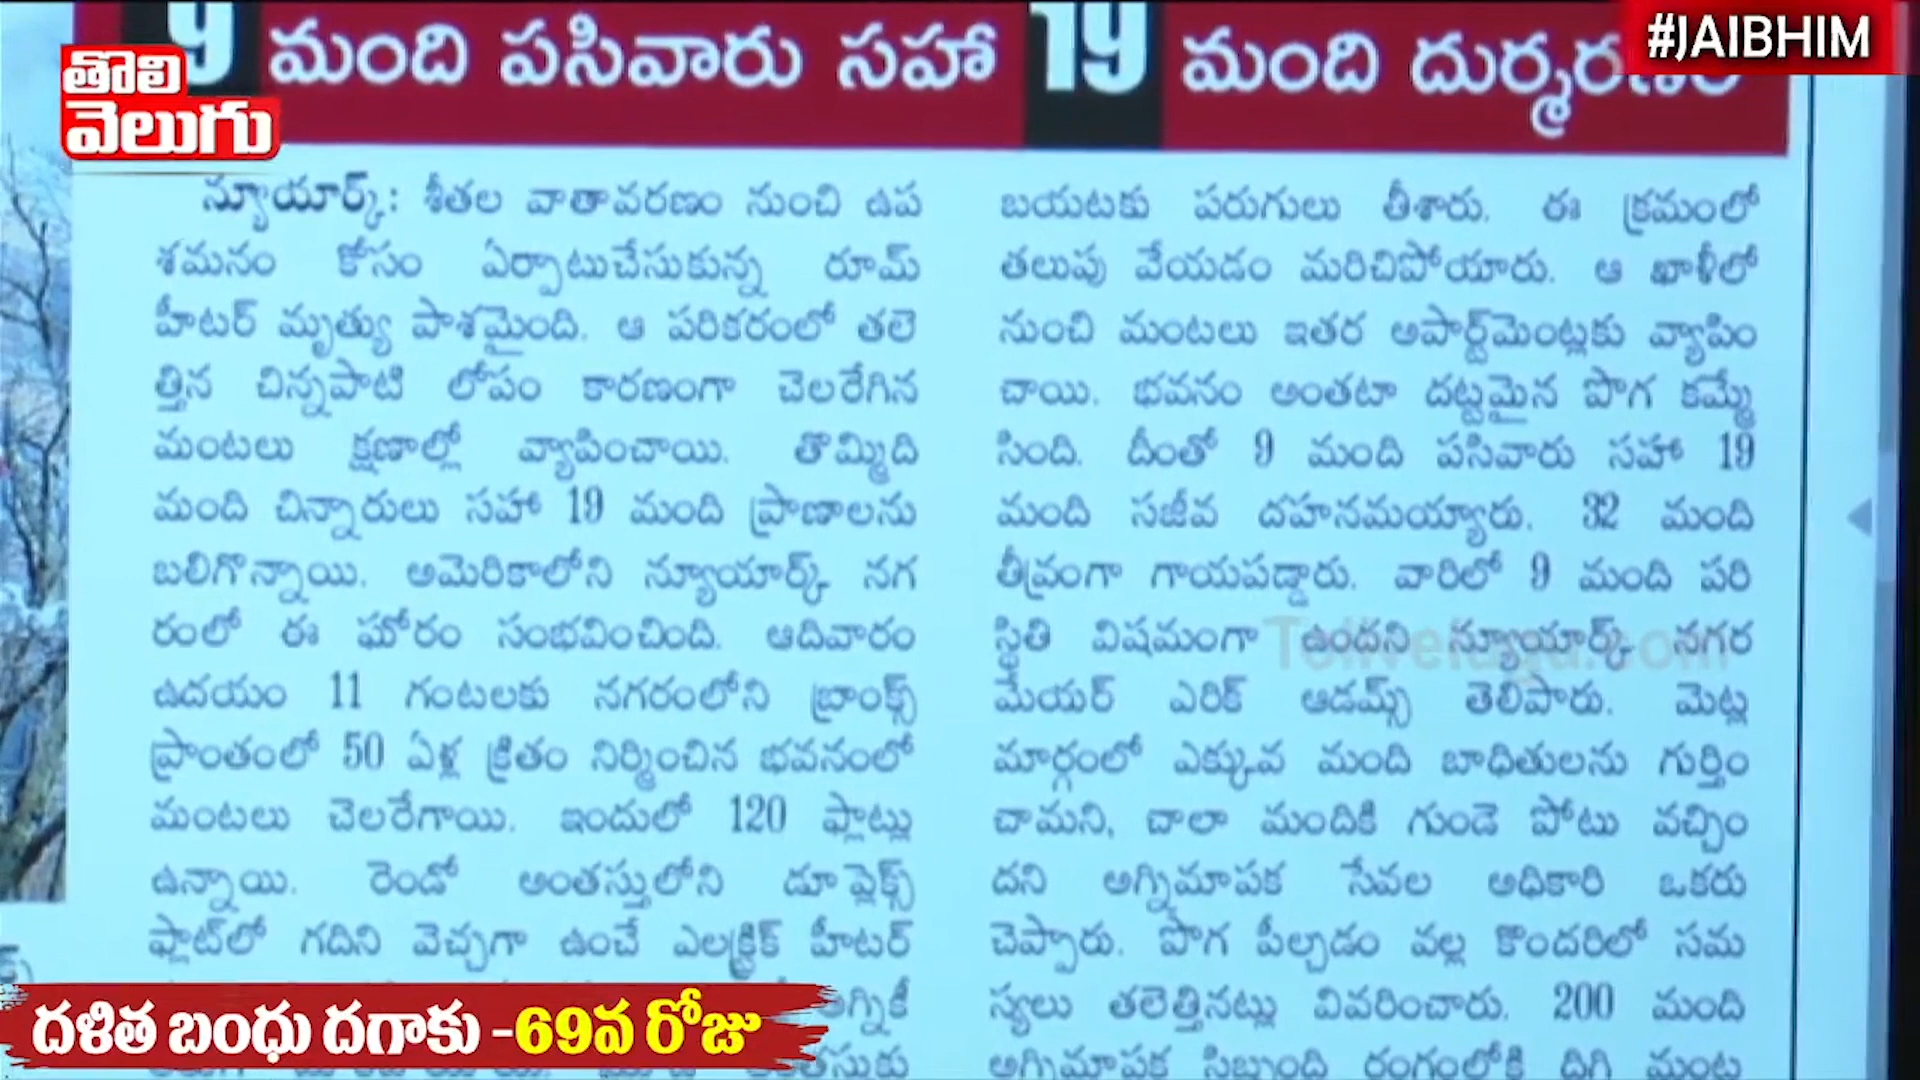 #JAIBHIM
తొలి
వెలుగు
9 మంది పసివారు సహా 19 మంది
న్యూయార్క్: శీతల వాతావరణం నుంచి ఉప
శమనం కోసం ఏర్పాటుచేసుకున్న రూమ్
హీటర్ మృత్యు పాశమైంది. ఆ పరికరంలో తలె
త్తిన చిన్నపాటి లోపం కారణంగా చెలరేగిన
మంటలు క్షణాల్లో వ్యాపించాయి. తొమ్మిది
మంది చిన్నారులు సహా 19 మంది ప్రాణాలను
బలిగొన్నాయి. అమెరికాలోని న్యూయార్క్ నగ
రంలో ఈ ఘోరం సంభవించింది. ఆదివారం
ఉదయం 11 గంటలకు నగరంలోని బ్రాంక్స్
ప్రాంతంలో 50 ఏళ్ల క్రితం నిర్మించిన భవనంలో
మంటలు చెలరేగాయి. ఇందులో 120 ఫ్లాట్లు
ఉన్నాయి. రెండో అంతస్తులోని డూప్లెక్స్
ఫ్లాట్‌లో గదిని వెచ్చగా ఉంచే ఎలక్ట్రిక్ హీటర్
బయటకు పరుగులు తీశారు. ఈ క్రమంలో
తలుపు వేయడం మరిచిపోయారు. ఆ ఖాళీలో
నుంచి మంటలు ఇతర అపార్ట్‌మెంట్లకు వ్యాపిం
చాయి. భవనం అంతటా దట్టమైన పొగ కమ్మే
సింది. దీంతో 9 మంది పసివారు సహా 19
మంది సజీవ దహనమయ్యారు. 32 మంది
తీవ్రంగా గాయపడ్డారు. వారిలో 9 మంది పరి
స్థితి విషమంగా ఉందని న్యూయార్క్ నగర
మేయర్ ఎరిక్ ఆడమ్స్ తెలిపారు. మెట్ల
మార్గంలో ఎక్కువ మంది బాధితులను గుర్తిం
చామని, చాలా మందికి గుండె పోటు వచ్చిం
దని అగ్నిమాపక సేవల అధికారి ఒకరు
చెప్పారు. పొగ పీల్చడం వల్ల కొందరిలో సమ
స్యలు తలెత్తినట్లు వివరించారు. 200 మంది
అగ్నిమాపక సిబ్బంది రంగంలోకి దిగి మంట
Tolivelugu.com
దళిత బంధు దగాకు -69వ రోజు